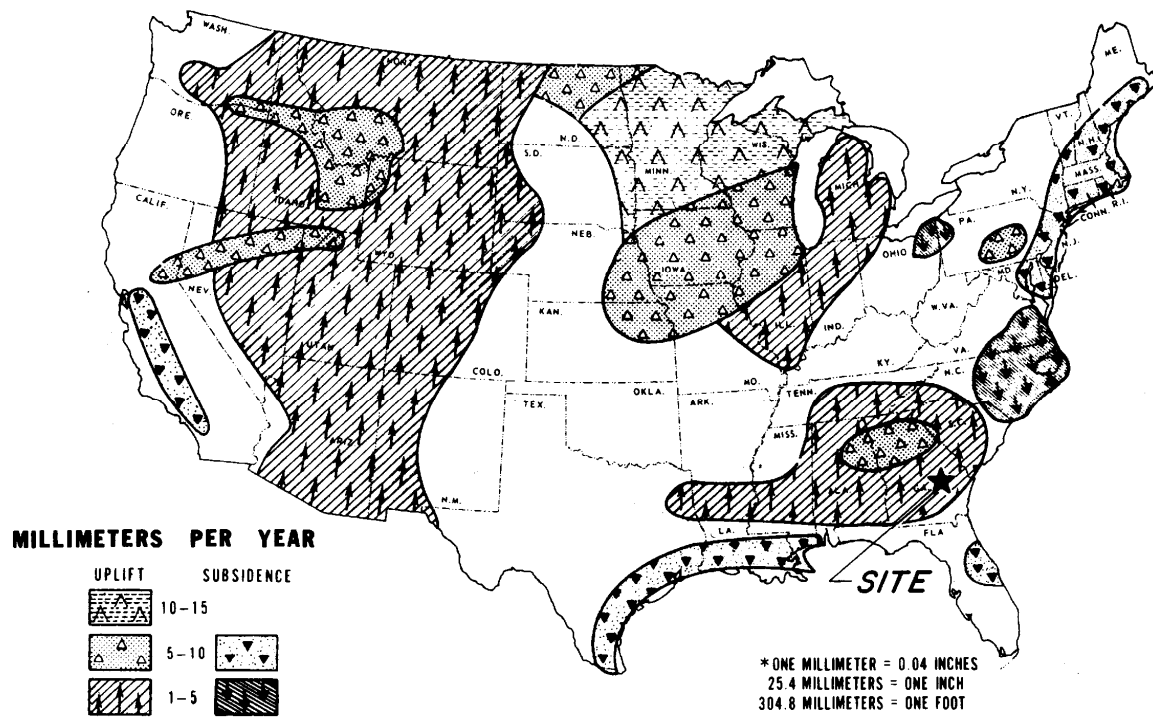 WASH.
ME.
MONT.
ORE.
VT.
N.D.
N.H.
WIS.
S.D.
MINN.
MASS.
MICH.
N.Y.
CALIF.
IDAHO
CONN. R.I.
PA.
NEB.
N.J.
OHIO
WYO.
IOWA
MD.
DEL.
NEV.
W.VA.
KAN.
ILL.
IND.
UTAH
VA.
KY.
COLO.
N.C.
MO.
OKLA.
TENN.
TEX.
ARK.
S.C.
MISS.
ARIZ.
ALA.
GA.
N.M.
LA.
FLA
MILLIMETERS PER YEAR
UPLIFT SUBSIDENCE
SITE
10-15
5-10
1-5
*ONE MILLIMETER = 0.04 INCHES
25.4 MILLIMETERS = ONE INCH
304.8 MILLIMETERS = ONE FOOT